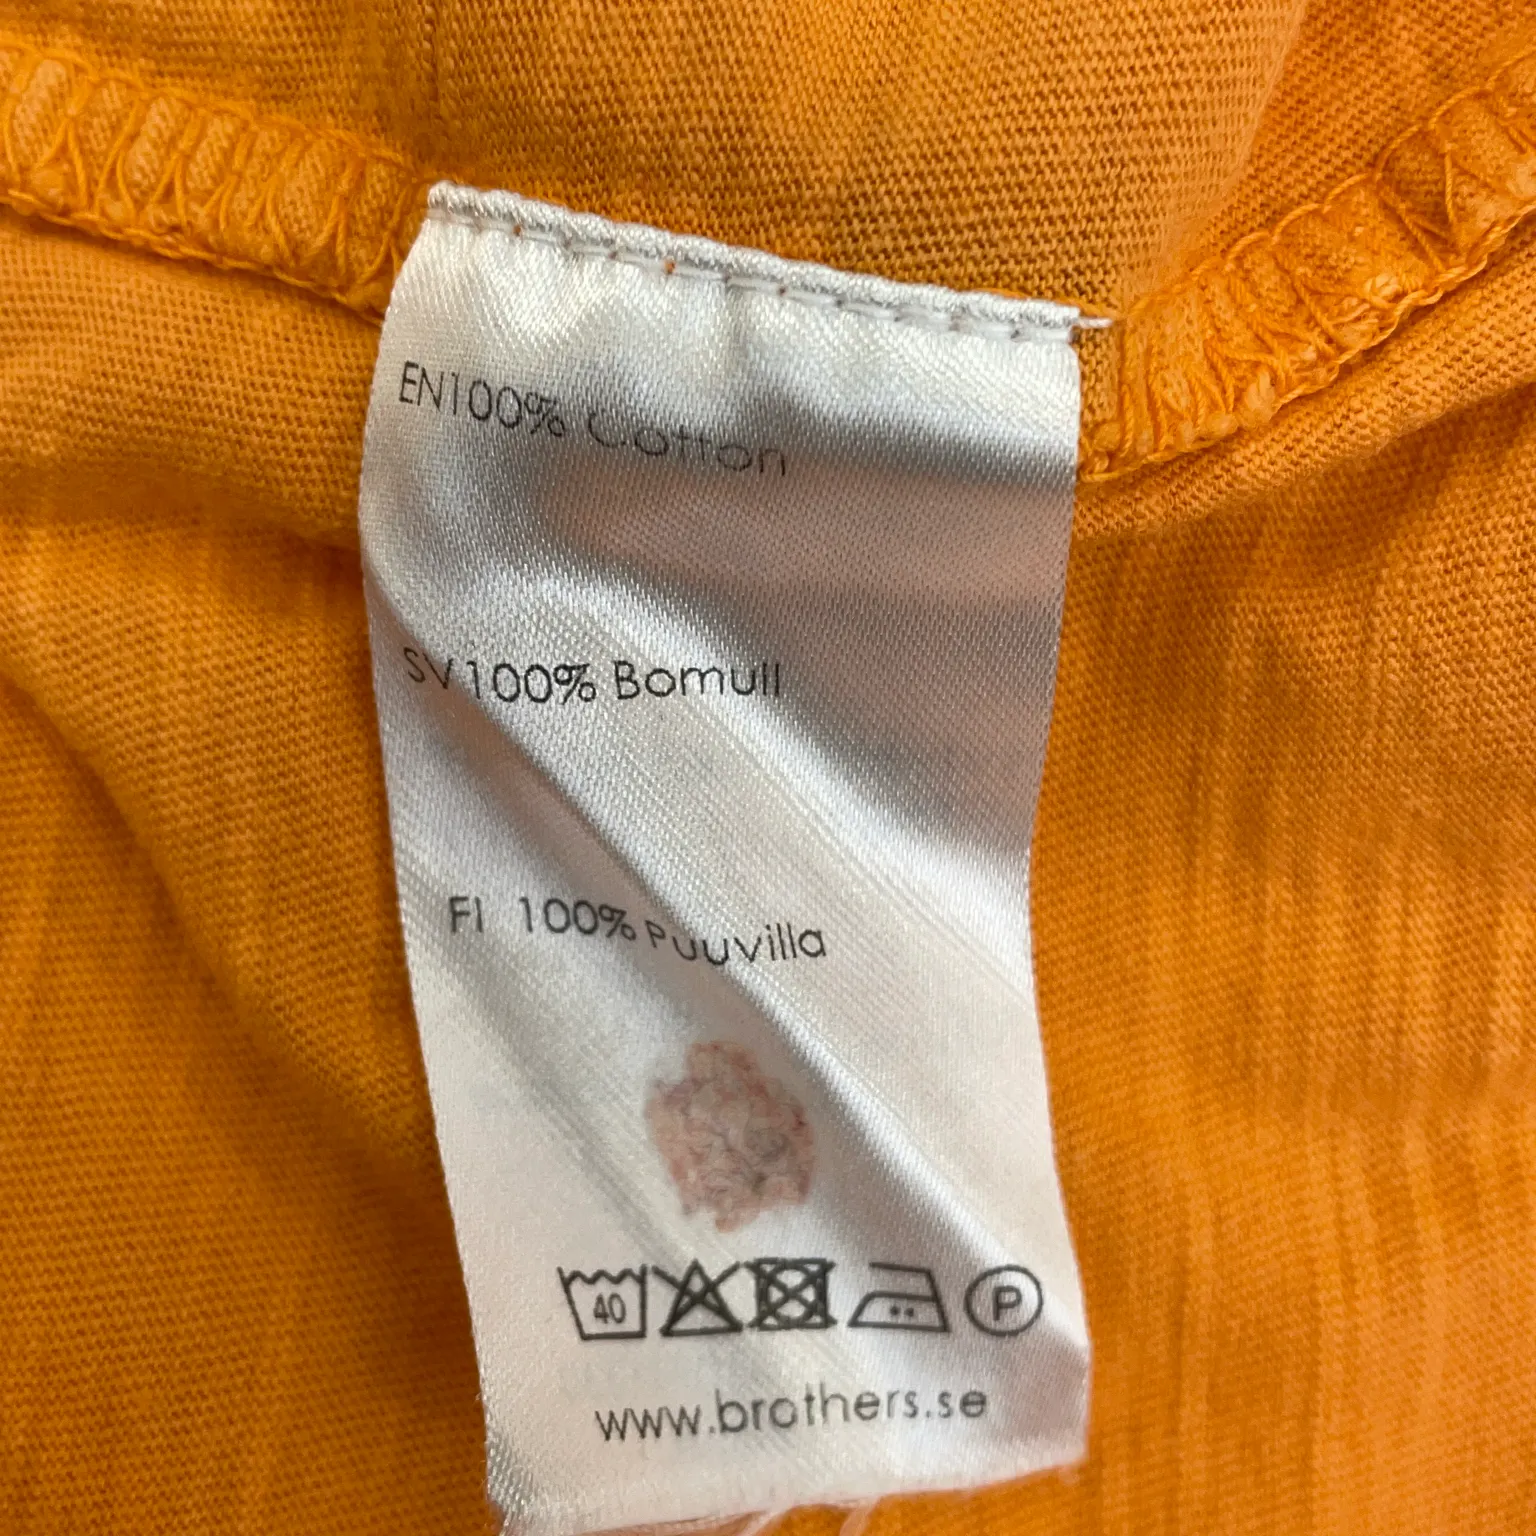 EN100% Cotton
SV100% Bomull
FI 100% Puuvilla
40 P
www.brothers.se